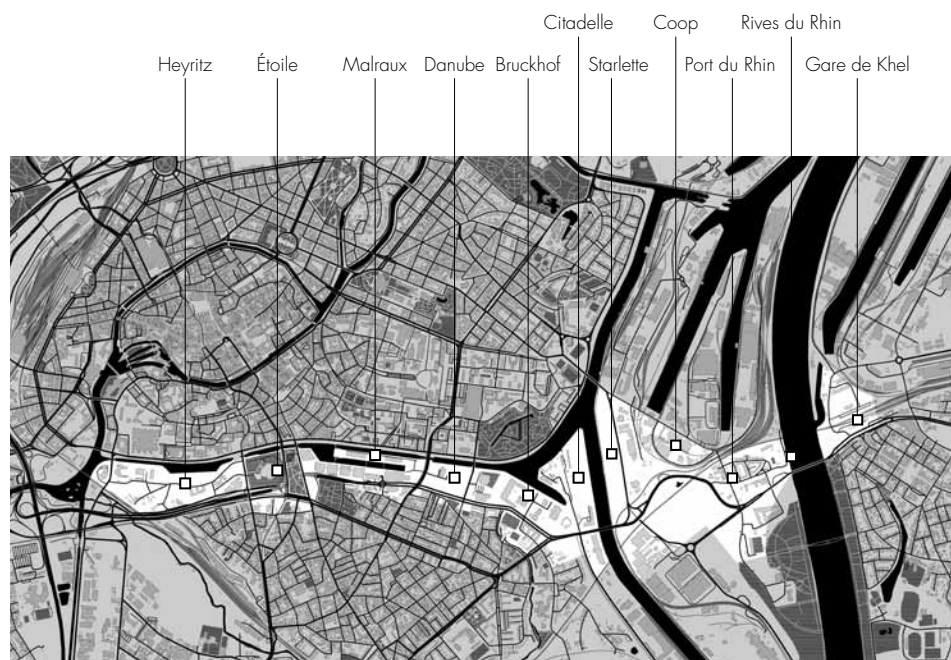 Citadelle Coop Rives du Rhin
Heyritz Étoile Malraux Danube Bruckhof Starlette Port du Rhin Gare de Khel